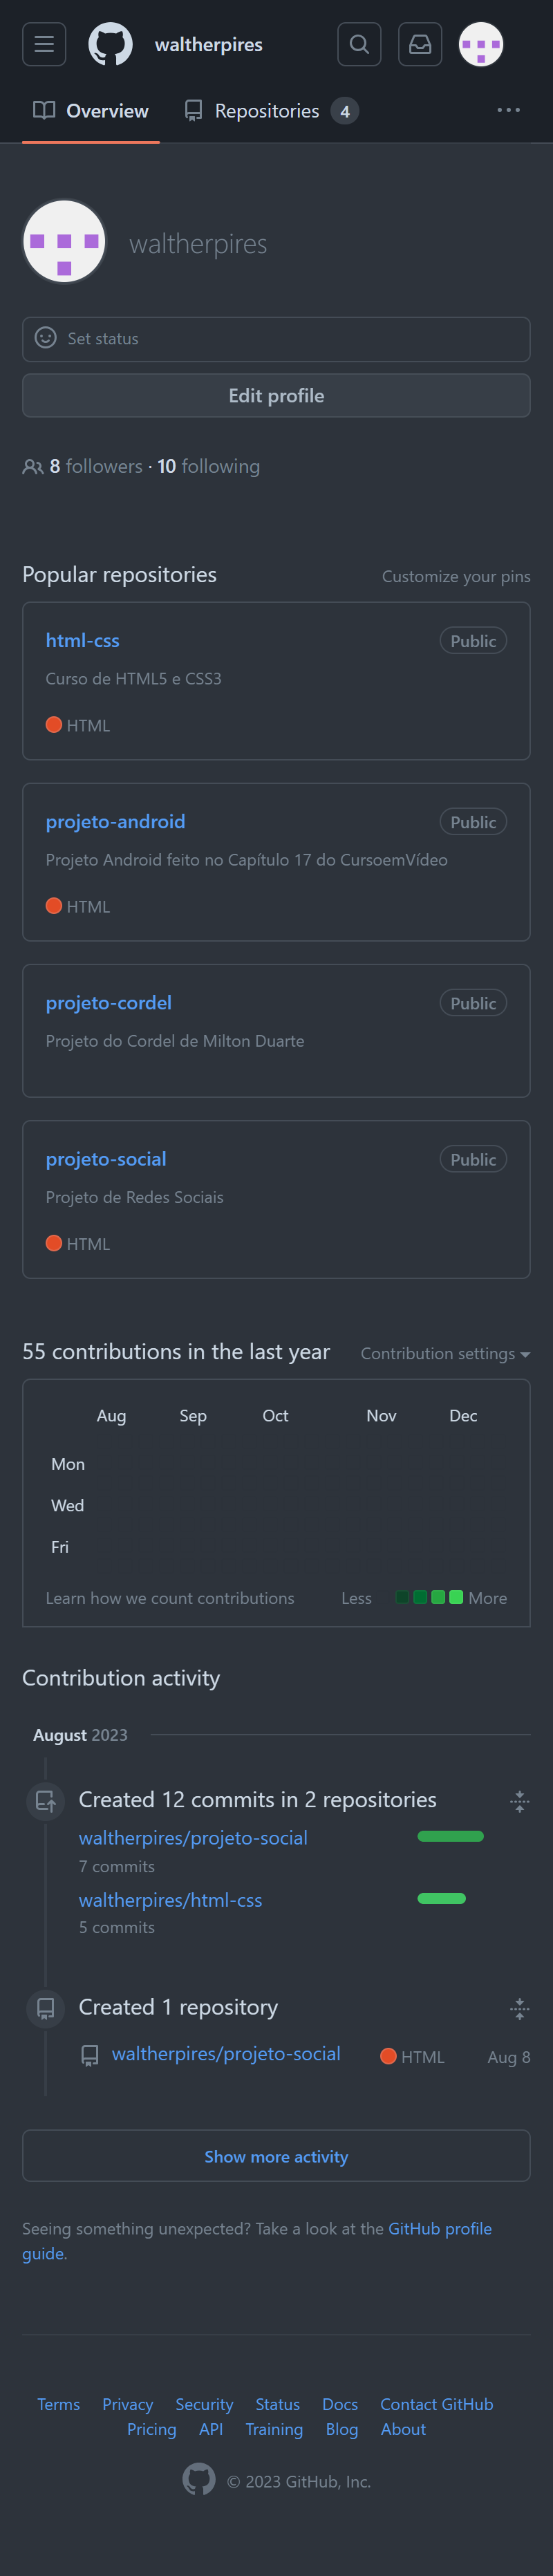 waltherpires
Overview Repositories 4
waltherpires
Set status
Edit profile
8 followers · 10 following
Popular repositories Customize your pins
html-css Public
Curso de HTML5 e CSS3
HTML
projeto-android Public
Projeto Android feito no Capítulo 17 do CursoemVídeo
HTML
projeto-cordel Public
Projeto do Cordel de Milton Duarte
projeto-social Public
Projeto de Redes Sociais
HTML
55 contributions in the last year Contribution settings
Aug Sep Oct Nov Dec
Mon
Wed
Fri
Learn how we count contributions Less More
Contribution activity
August 2023
Created 12 commits in 2 repositories
waltherpires/projeto-social
7 commits
waltherpires/html-css
5 commits
Created 1 repository
waltherpires/projeto-social HTML Aug 8
Show more activity
Seeing something unexpected? Take a look at the GitHub profile
guide.
Terms Privacy Security Status Docs Contact GitHub
Pricing API Training Blog About
© 2023 GitHub, Inc.